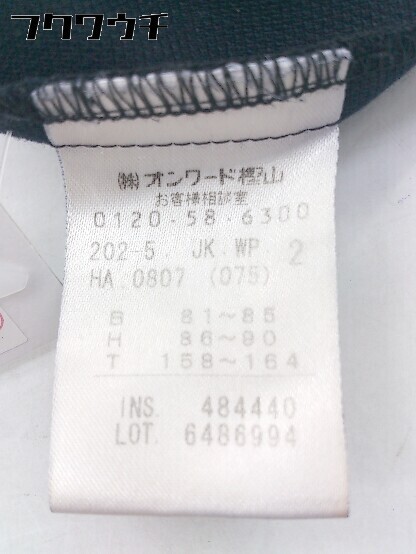 フクウウチ
㈱オンワード樫山
お客様相談室
0120-58-6300
202-5 JK WP 2
HA 0807 (075)
B 81～85
H 86～90
T 158～164
INS. 484440
LOT. 6486994